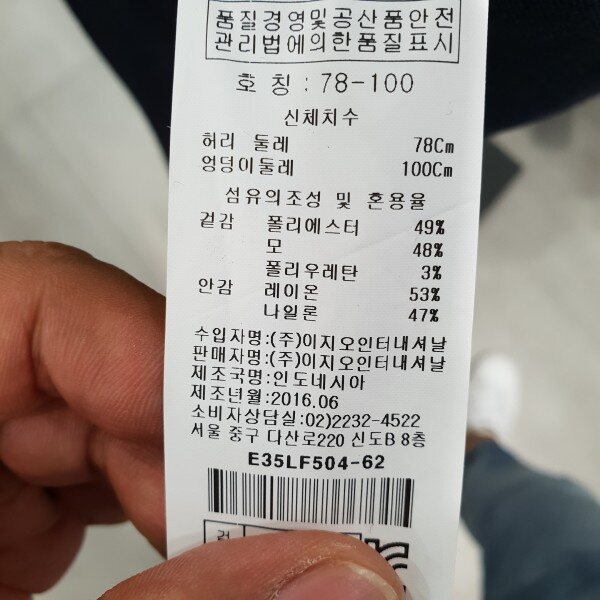 품질경영및공산품안전
관리법에의한품질표시
호 칭 : 78-100
신체치수
허리 둘레 78Cm
엉덩이둘레 100Cm
섬유의조성 및 혼용율
겉감 폴리에스터 49%
모 48%
폴리우레탄 3%
안감 레이온 53%
나일론 47%
수입자명:(주)이지오인터내셔날
판매자명:(주)이지오인터내셔날
제조국명:인도네시아
제조년월:2016.06
소비자상담실:02)2232-4522
서울 중구 다산로220 신도B 8층
E35LF504-62